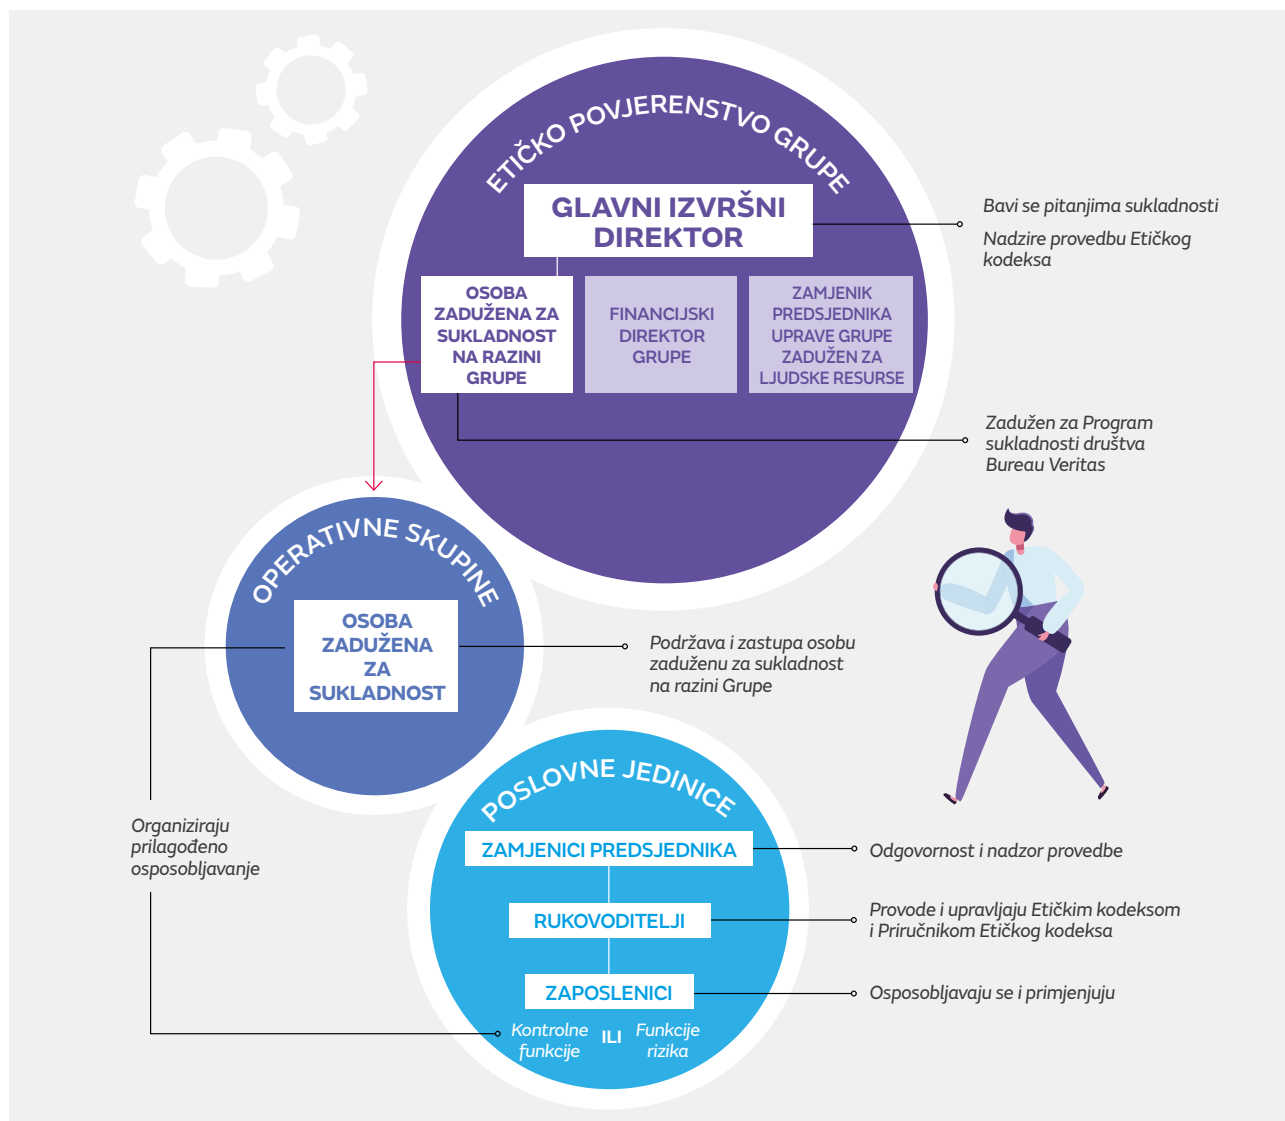 ETIČKO POVJERENSTVO GRUPE
GLAVNI IZVRŠNI
DIREKTOR
Bavi se pitanjima sukladnosti
Nadzire provedbu Etičkog
kodeksa
OSOBA
ZADUŽENA ZA
SUKLADNOST
NA RAZINI
GRUPE
FINANCIJSKI
DIREKTOR
GRUPE
ZAMJENIK
PREDSJEDNIKA
UPRAVE GRUPE
ZADUŽEN ZA
LJUDSKE RESURSE
Zadužen za Program
sukladnosti društva
Bureau Veritas
OPERATIVNE SKUPINE
OSOBA
ZADUŽENA
ZA
SUKLADNOST
Podržava i zastupa osobu
zaduženu za sukladnost
na razini Grupe
Organiziraju
prilagođeno
osposobljavanje
POSLOVNE JEDINICE
ZAMJENICI PREDSJEDNIKA
Odgovornost i nadzor provedbe
RUKOVODITELJI
Provode i upravljaju Etičkim kodeksom
i Priručnikom Etičkog kodeksa
ZAPOSLENICI
Osposobljavaju se i primjenjuju
Kontrolne
funkcije
ILI
Funkcije
rizika